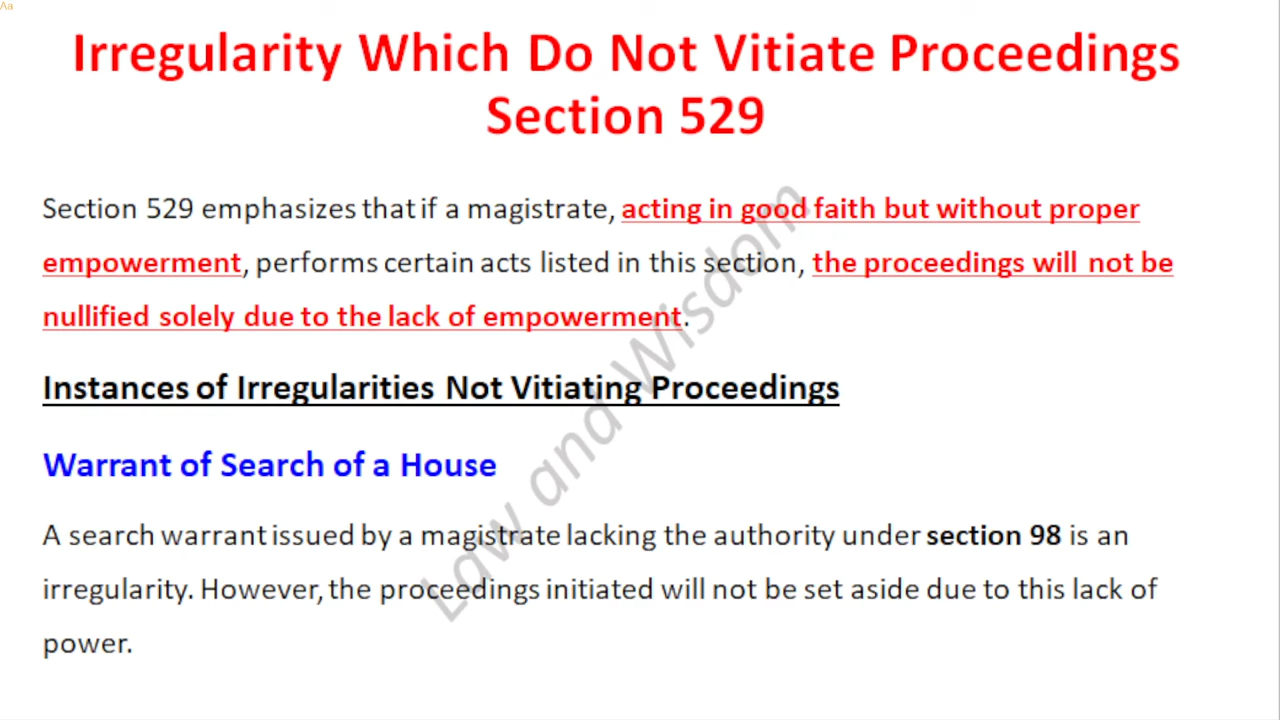 Aa
Irregularity Which Do Not Vitiate Proceedings
Section 529
Section 529 emphasizes that if a magistrate, acting in good faith but without proper
empowerment, performs certain acts listed in this section, the proceedings will not be
nullified solely due to the lack of empowerment.
Instances of Irregularities Not Vitiating Proceedings
Warrant of Search of a House
A search warrant issued by a magistrate lacking the authority under section 98 is an
irregularity. However, the proceedings initiated will not be set aside due to this lack of
power.
Law and Wisdom